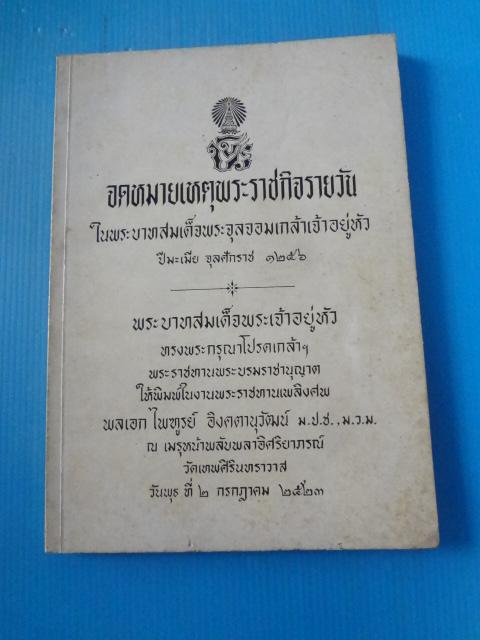 จดหมายเหตุพระราชกิจรายวัน
ในพระบาทสมเด็จพระจุลจอมเกล้าเจ้าอยู่หัว
ปีมะเมีย จุลศักราช ๑๒๕๖
พระบาทสมเด็จพระเจ้าอยู่หัว
ทรงพระกรุณาโปรดเกล้าฯ
พระราชทานพระบรมราชานุญาต
ให้พิมพ์ในงานพระราชทานเพลิงศพ
พลเอก ไพฑูรย์ อิงคตานุวัฒน์ ม.ป.ช., ม.ว.ม.
ณ เมรุหน้าพลับพลาอิศริยาภรณ์
วัดเทพศิรินทราวาส
วันพุธ ที่ ๒ กรกฎาคม ๒๕๒๓